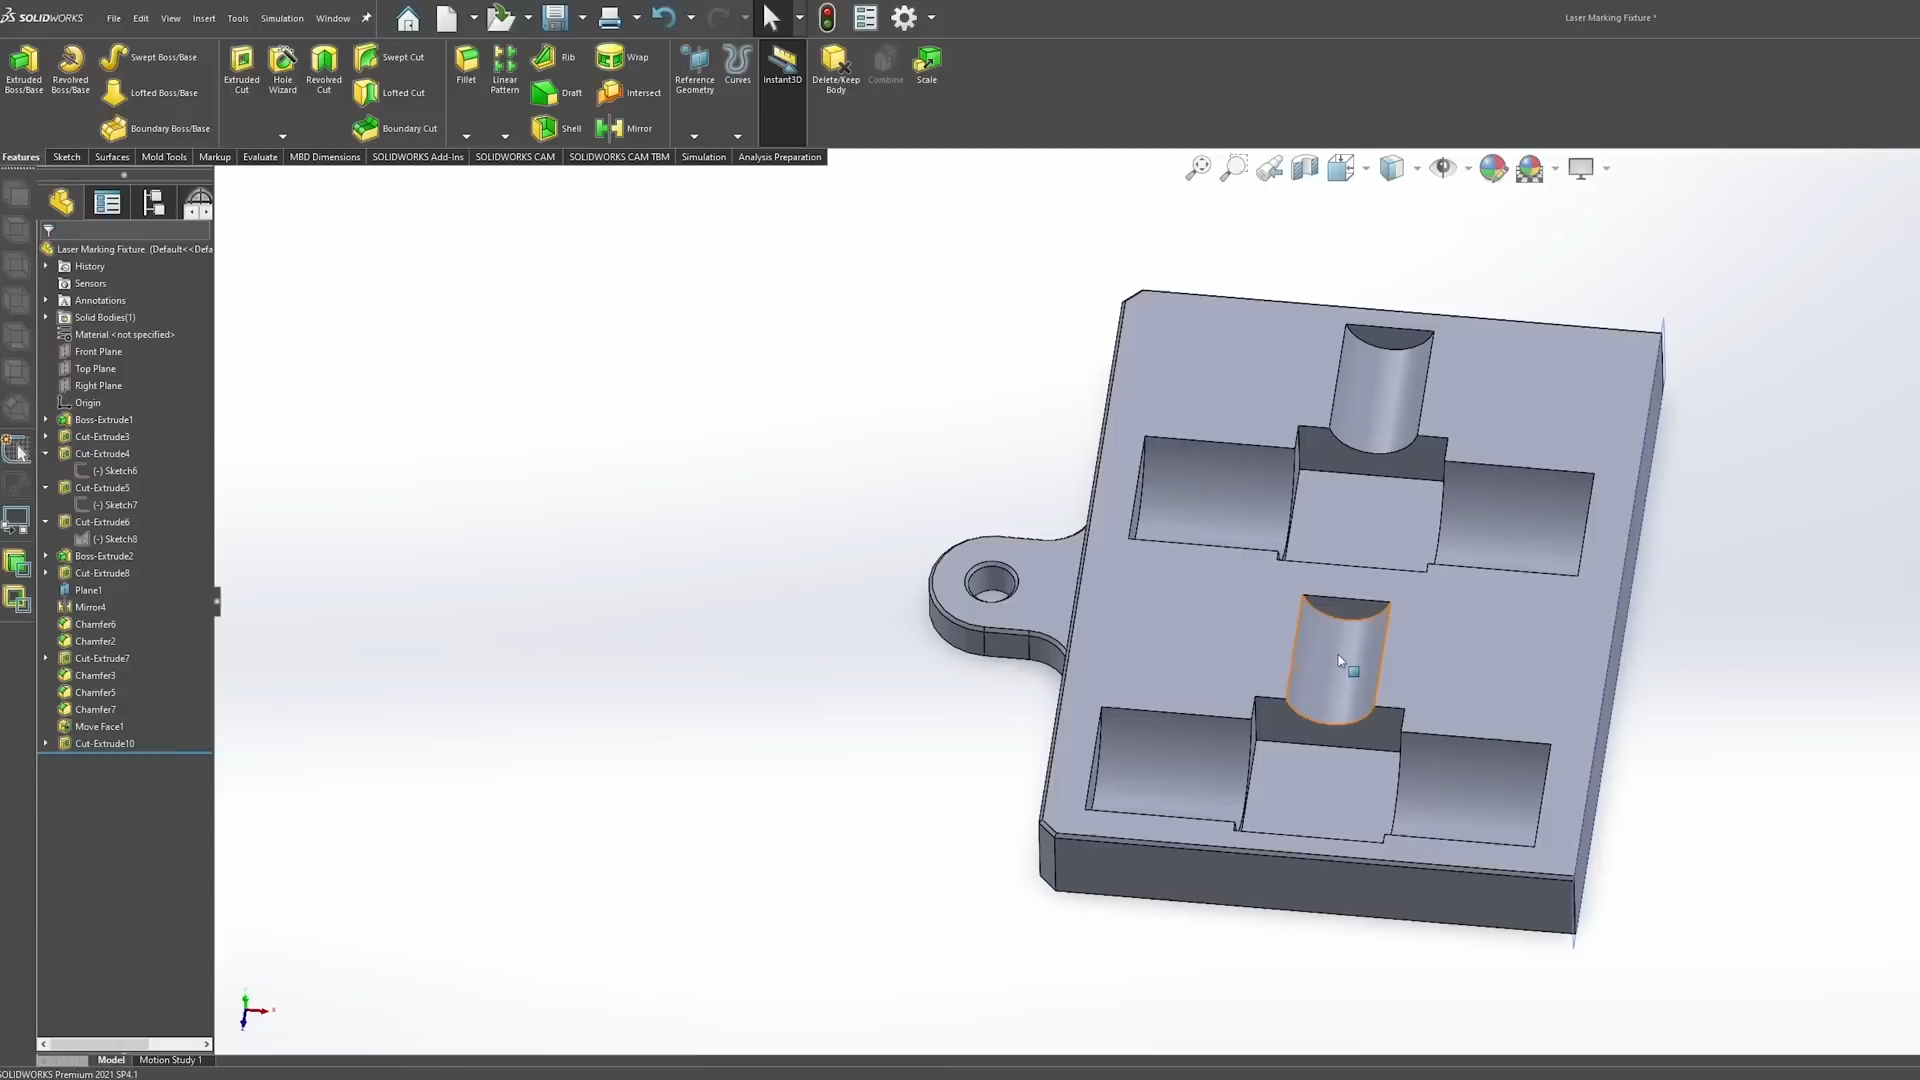 SOLIDWORKS File Edit View Insert Tools Simulation Window
Laser Marking Fixture *
Extruded Boss/Base
Revolved Boss/Base
Swept Boss/Base
Lofted Boss/Base
Boundary Boss/Base
Extruded Cut
Hole Wizard
Revolved Cut
Swept Cut
Lofted Cut
Boundary Cut
Fillet
Linear Pattern
Rib
Draft
Shell
Wrap
Intersect
Mirror
Reference Geometry
Curves
Instant3D
Delete/Keep Body
Combine
Scale
Features Sketch Surfaces Mold Tools Markup Evaluate MBD Dimensions SOLIDWORKS Add-Ins SOLIDWORKS CAM SOLIDWORKS CAM TBM Simulation Analysis Preparation
Laser Marking Fixture (Default<<Defa
History
Sensors
Annotations
Solid Bodies(1)
Material <not specified>
Front Plane
Top Plane
Right Plane
Origin
Boss-Extrude1
Cut-Extrude3
Cut-Extrude4
(-) Sketch6
Cut-Extrude5
(-) Sketch7
Cut-Extrude6
(-) Sketch8
Boss-Extrude2
Cut-Extrude8
Plane1
Mirror4
Chamfer6
Chamfer2
Cut-Extrude7
Chamfer3
Chamfer5
Chamfer7
Move Face1
Cut-Extrude10
Model Motion Study 1
SOLIDWORKS Premium 2021 SP4.1